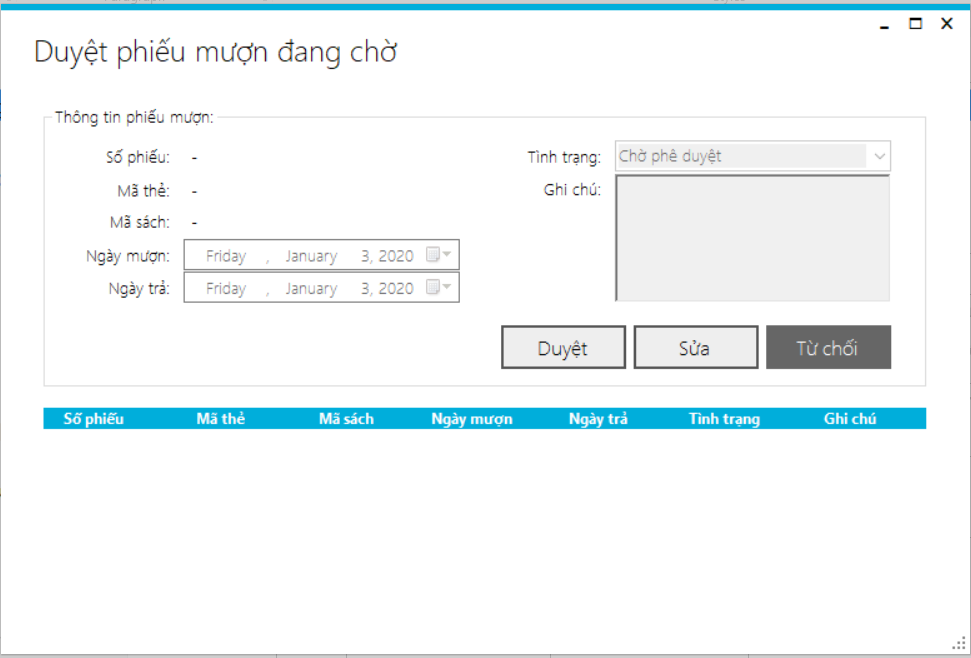 Duyệt phiếu mượn đang chờ
Thông tin phiếu mượn:
Số phiếu: -
Mã thẻ: -
Mã sách: -
Ngày mượn: Friday , January 3, 2020
Ngày trả: Friday , January 3, 2020
Tình trạng: Chờ phê duyệt
Ghi chú:
Duyệt Sửa Từ chối
Số phiếu Mã thẻ Mã sách Ngày mượn Ngày trả Tình trạng Ghi chú